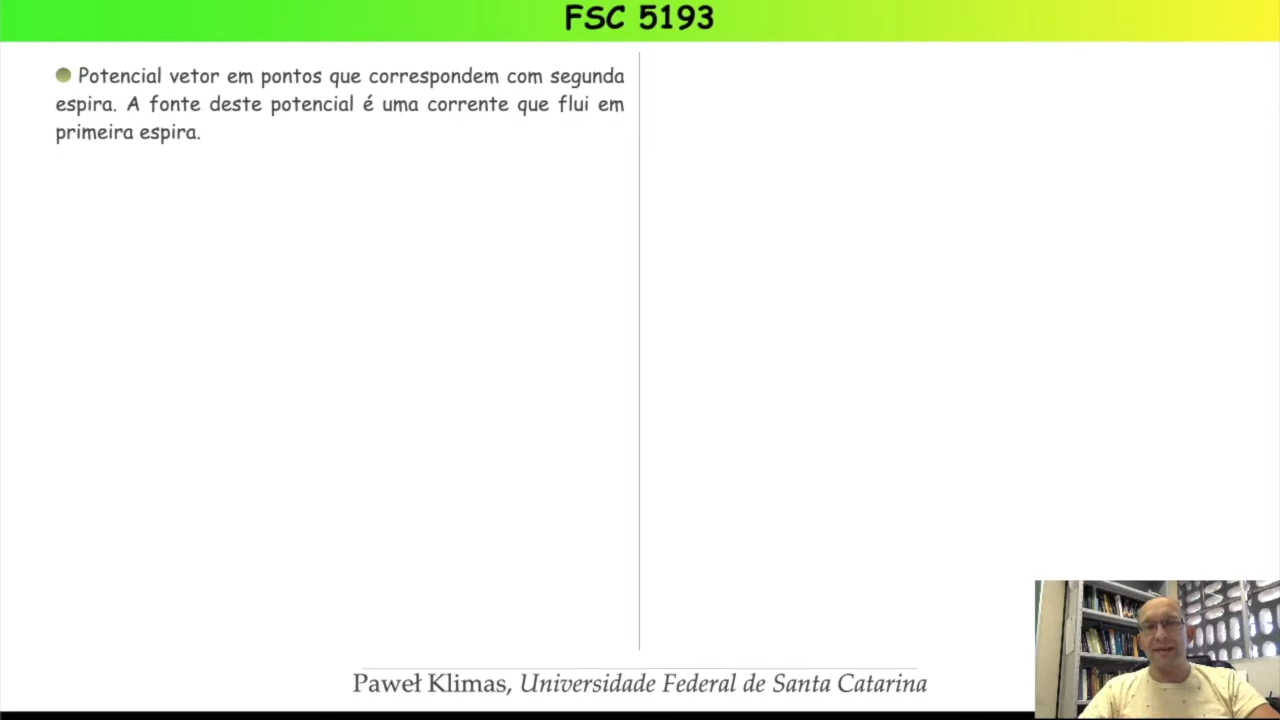 FSC 5193
Potencial vetor em pontos que correspondem com segunda
espira. A fonte deste potencial é uma corrente que flui em
primeira espira.
Paweł Klimas, Universidade Federal de Santa Catarina